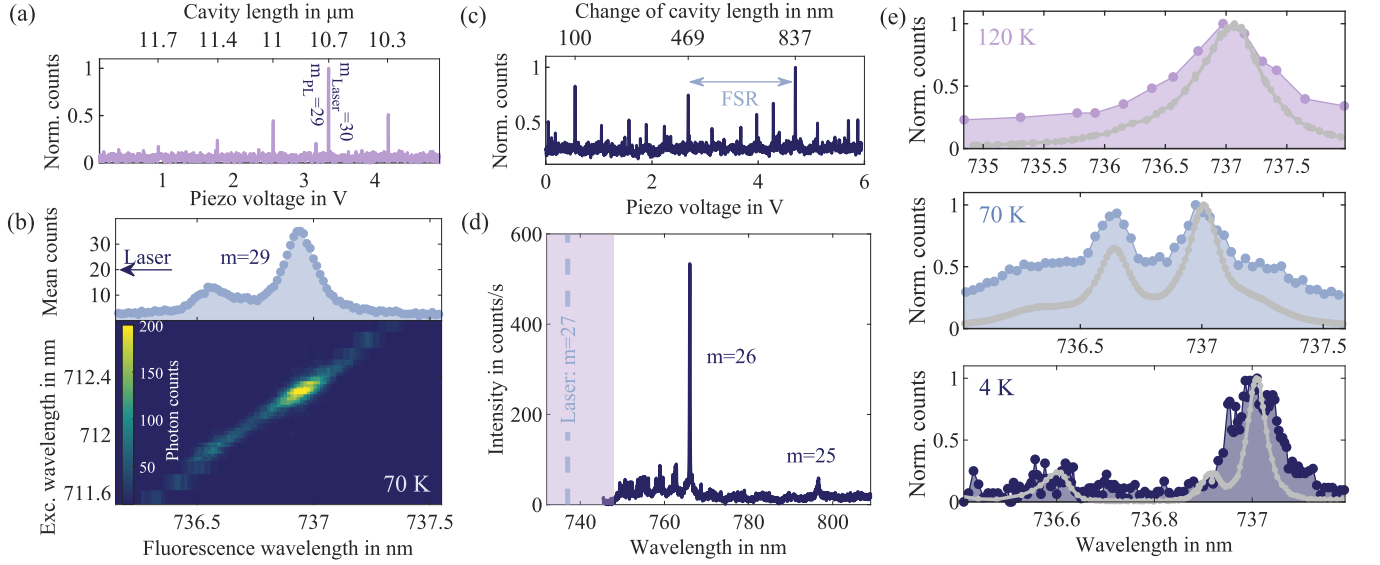 (a)
Cavity length in μm
11.7 11.4 11 10.7 10.3
Norm. counts
1
0.5
0
m_PL=29
m_Laser=30
1 2 3 4
Piezo voltage in V
(b)
Mean counts
30
20
10
Laser
m=29
Exc. wavelength in nm
712.4
712
711.6
200
150
100
50
Photon counts
70 K
736.5 737 737.5
Fluorescence wavelength in nm
(c)
Change of cavity length in nm
100 469 837
Norm. counts
1
0.5
FSR
0 2 4 6
Piezo voltage in V
(d)
Intensity in counts/s
600
400
200
0
Laser: m=27
m=26
m=25
740 760 780 800
Wavelength in nm
(e)
Norm. counts
1
0.5
0
120 K
735 735.5 736 736.5 737 737.5
Norm. counts
1
0.5
0
70 K
736.5 737 737.5
Norm. counts
1
0.5
0
4 K
736.6 736.8 737
Wavelength in nm